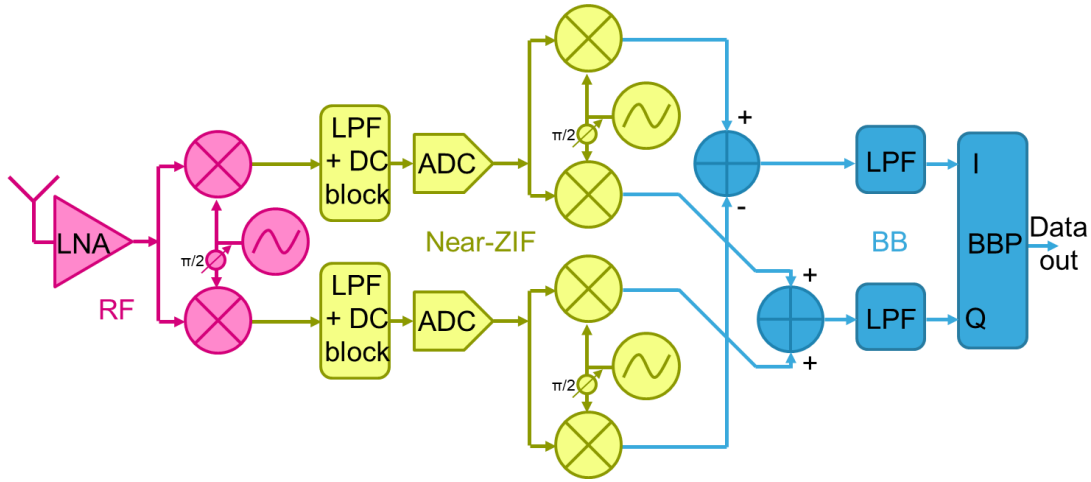 +
π/2
LPF
+ DC
block
ADC
LPF
I
-
LNA
Near-ZIF
BB
BBP
Data
out
π/2
RF
LPF
+ DC
block
ADC
+
LPF
Q
+
π/2